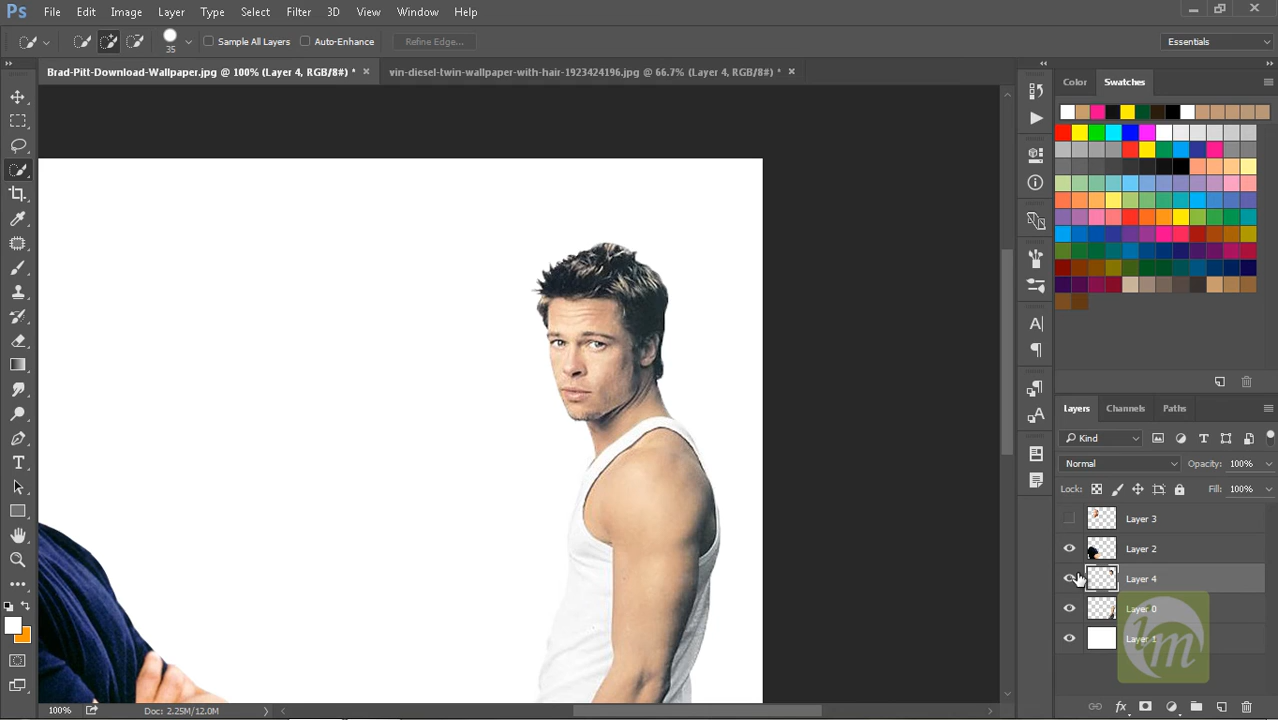 Ps File Edit Image Layer Type Select Filter 3D View Window Help
35 Sample All Layers Auto-Enhance Refine Edge... Essentials
Brad-Pitt-Download-Wallpaper.jpg @ 100% (Layer 4, RGB/8#) * vin-diesel-twin-wallpaper-with-hair-1923424196.jpg @ 66.7% (Layer 4, RGB/8#) *
Color Swatches
Layers Channels Paths
Kind
Normal Opacity: 100%
Lock: Fill: 100%
Layer 3
Layer 2
Layer 4
Layer 0
Layer 1
lm
100% Doc: 2.25M/12.0M